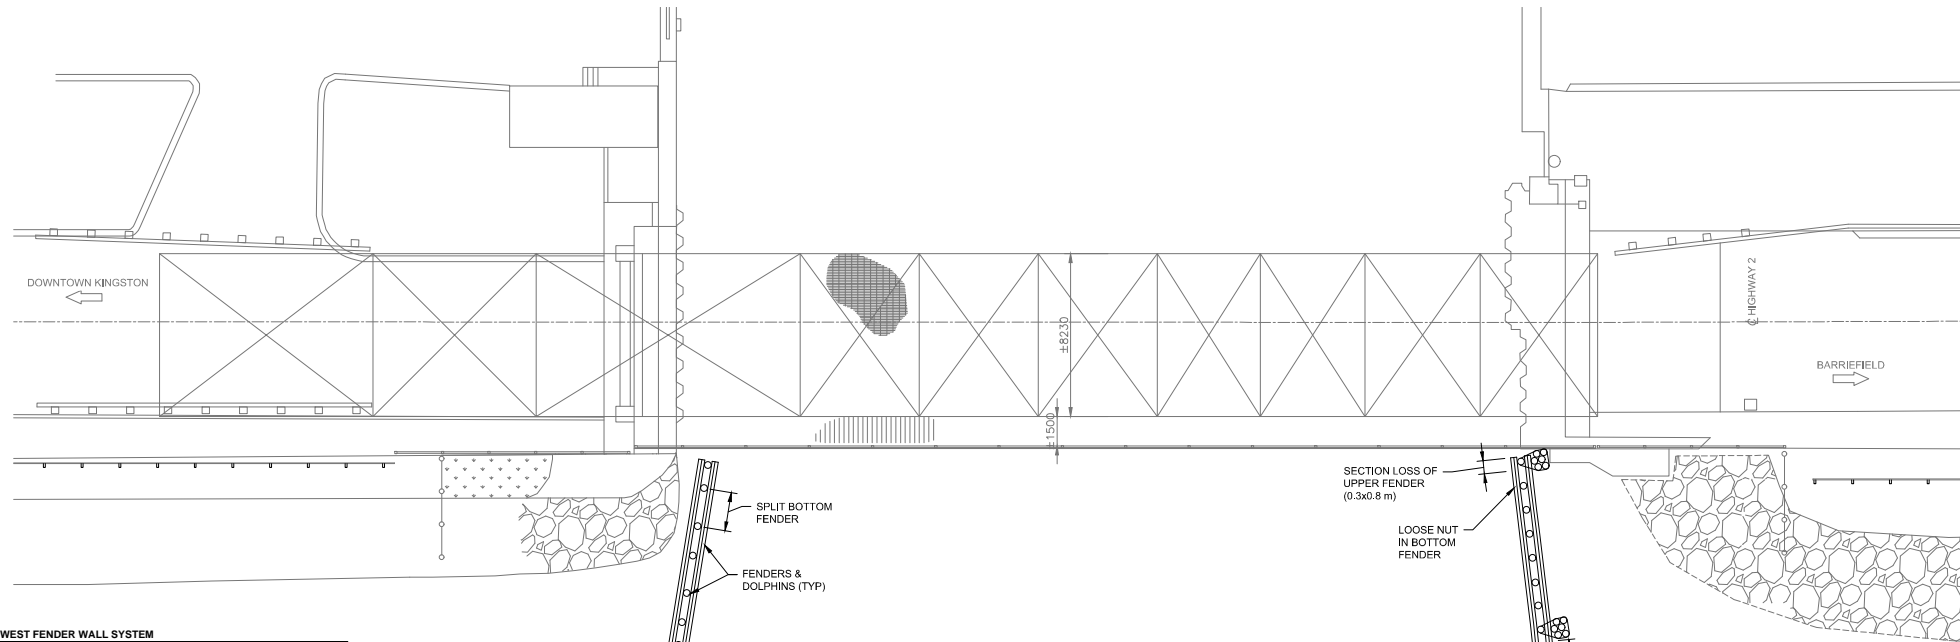 DOWNTOWN KINGSTON
±8230
±1500
℄ HIGHWAY 2
BARRIEFIELD
SPLIT BOTTOM
FENDER
FENDERS &
DOLPHINS (TYP)
SECTION LOSS OF
UPPER FENDER
(0.3x0.8 m)
LOOSE NUT
IN BOTTOM
FENDER
WEST FENDER WALL SYSTEM